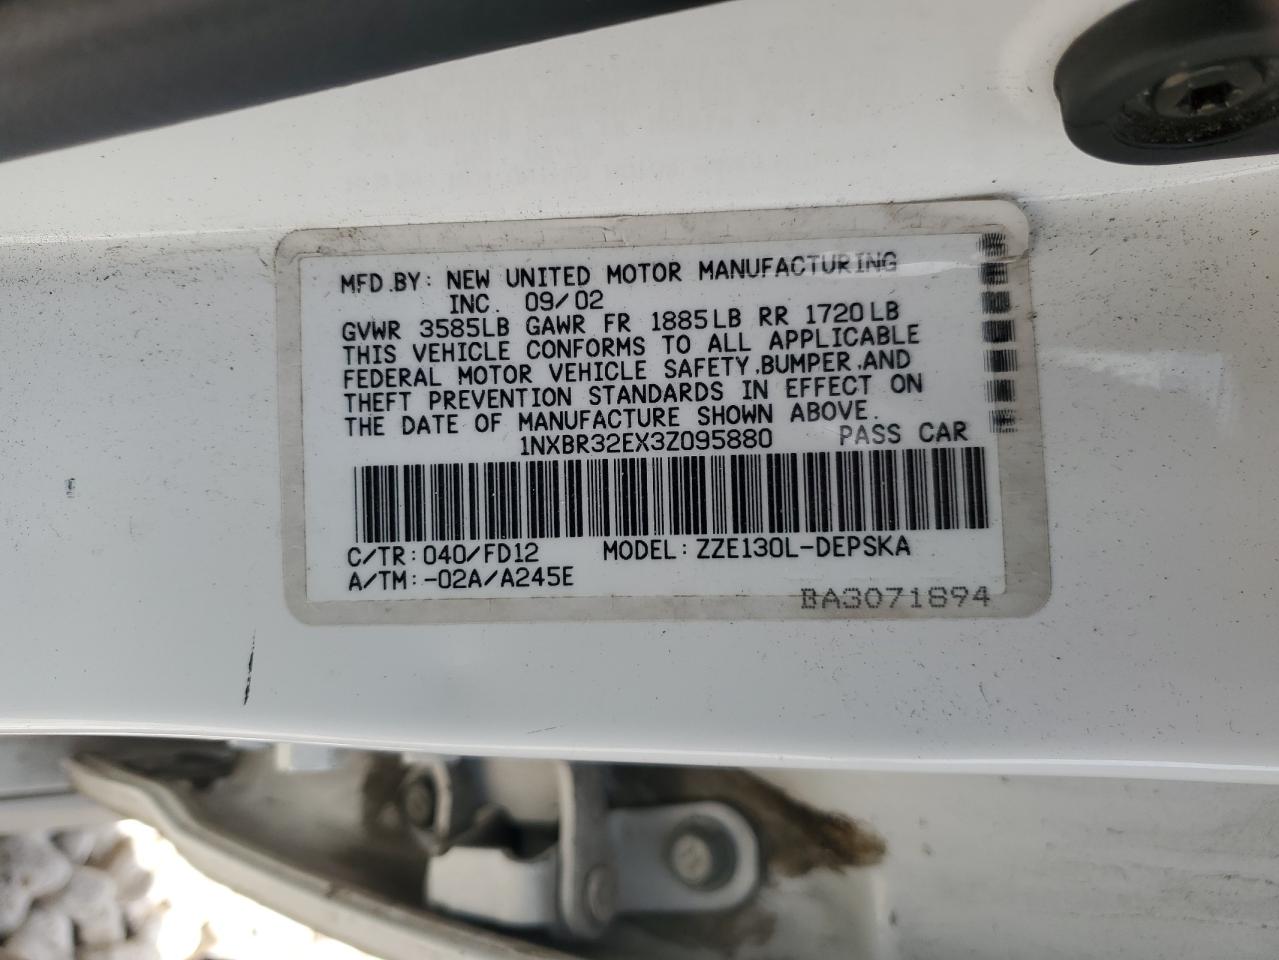 MFD.BY: NEW UNITED MOTOR MANUFACTURING
INC. 09/02
GVWR 3585LB GAWR FR 1885LB RR 1720LB
THIS VEHICLE CONFORMS TO ALL APPLICABLE
FEDERAL MOTOR VEHICLE SAFETY,BUMPER,AND
THEFT PREVENTION STANDARDS IN EFFECT ON
THE DATE OF MANUFACTURE SHOWN ABOVE.
1NXBR32EX3Z095880 PASS CAR
C/TR: 040/FD12 MODEL: ZZE130L-DEPSKA
A/TM: -02A/A245E
BA3071894